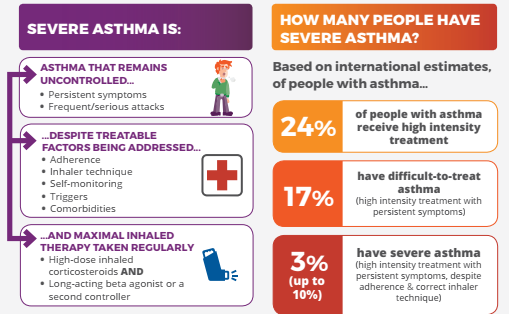 SEVERE ASTHMA IS:
ASTHMA THAT REMAINS
UNCONTROLLED...
• Persistent symptoms
• Frequent/serious attacks
...DESPITE TREATABLE
FACTORS BEING ADDRESSED...
• Adherence
• Inhaler technique
• Self-monitoring
• Triggers
• Comorbidities
...AND MAXIMAL INHALED
THERAPY TAKEN REGULARLY
• High-dose inhaled
corticosteroids AND
• Long-acting beta agonist or a
second controller
HOW MANY PEOPLE HAVE
SEVERE ASTHMA?
Based on international estimates,
of people with asthma...
24%
of people with asthma
receive high intensity
treatment
17%
have difficult-to-treat
asthma
(high intensity treatment with
persistent symptoms)
3%
(up to
10%)
have severe asthma
(high intensity treatment with
persistent symptoms, despite
adherence & correct inhaler
technique)